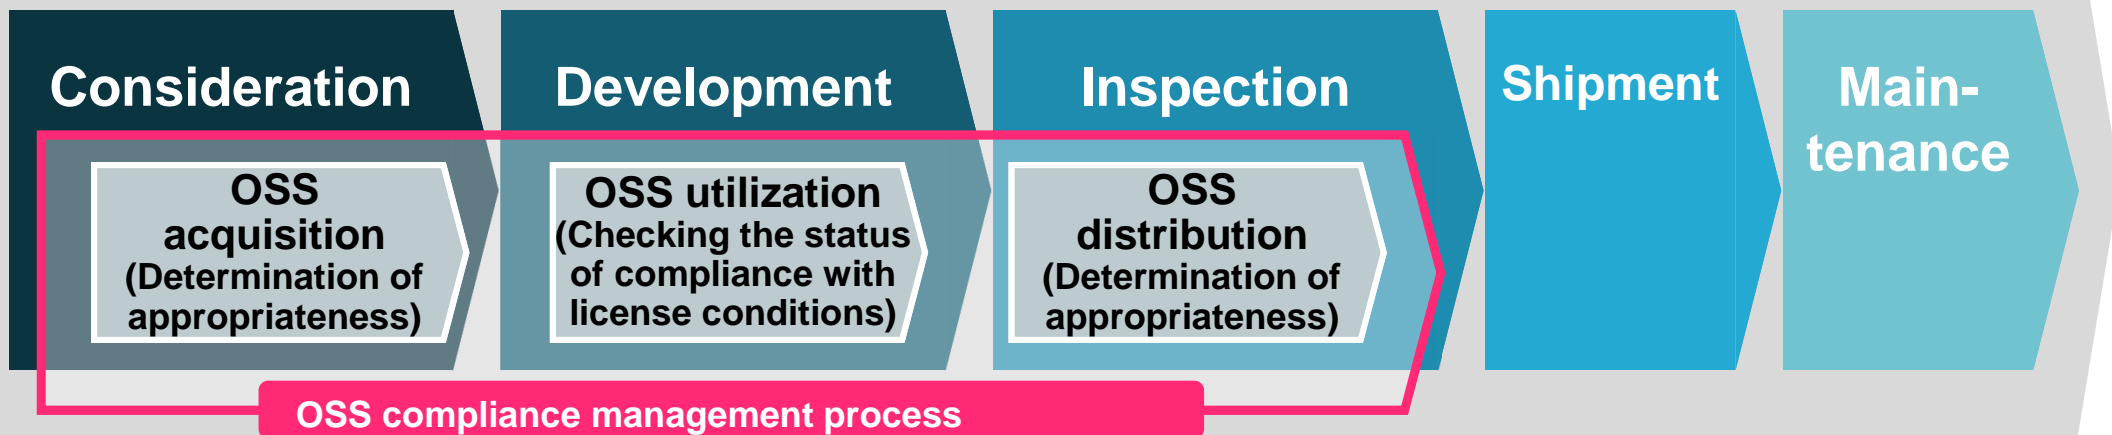 Consideration
OSS
acquisition
(Determination of
appropriateness)
Development
OSS utilization
(Checking the status
of compliance with
license conditions)
Inspection
OSS
distribution
(Determination of
appropriateness)
Shipment
Main-
tenance
OSS compliance management process